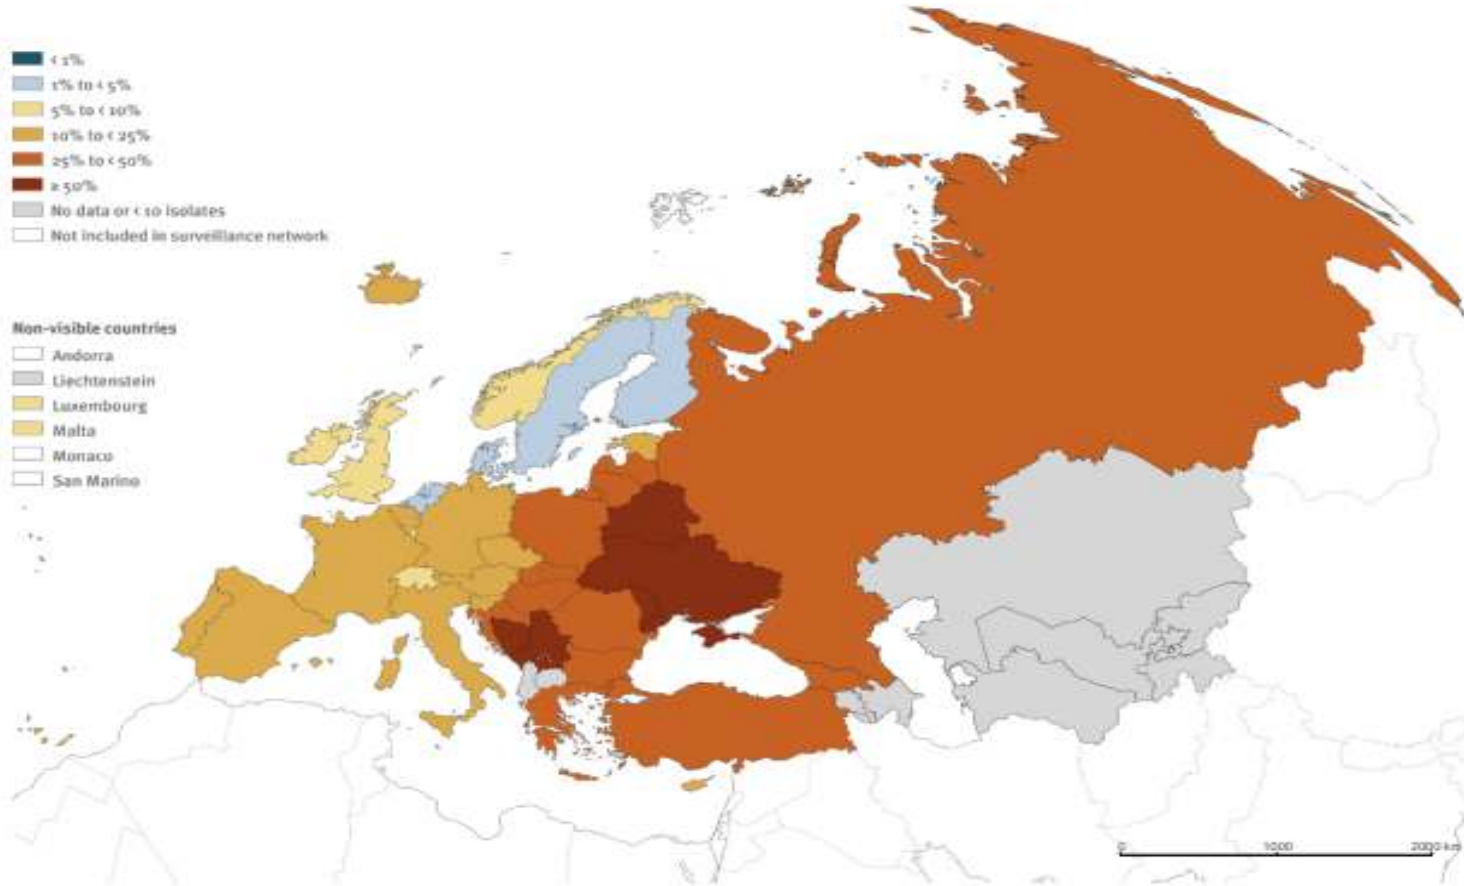 < 1%
1% to < 5%
5% to < 10%
10% to < 25%
25% to < 50%
≥ 50%
No data or < 10 isolates
Not included in surveillance network
Non-visible countries
Andorra
Liechtenstein
Luxembourg
Malta
Monaco
San Marino
0 1000 2000 km